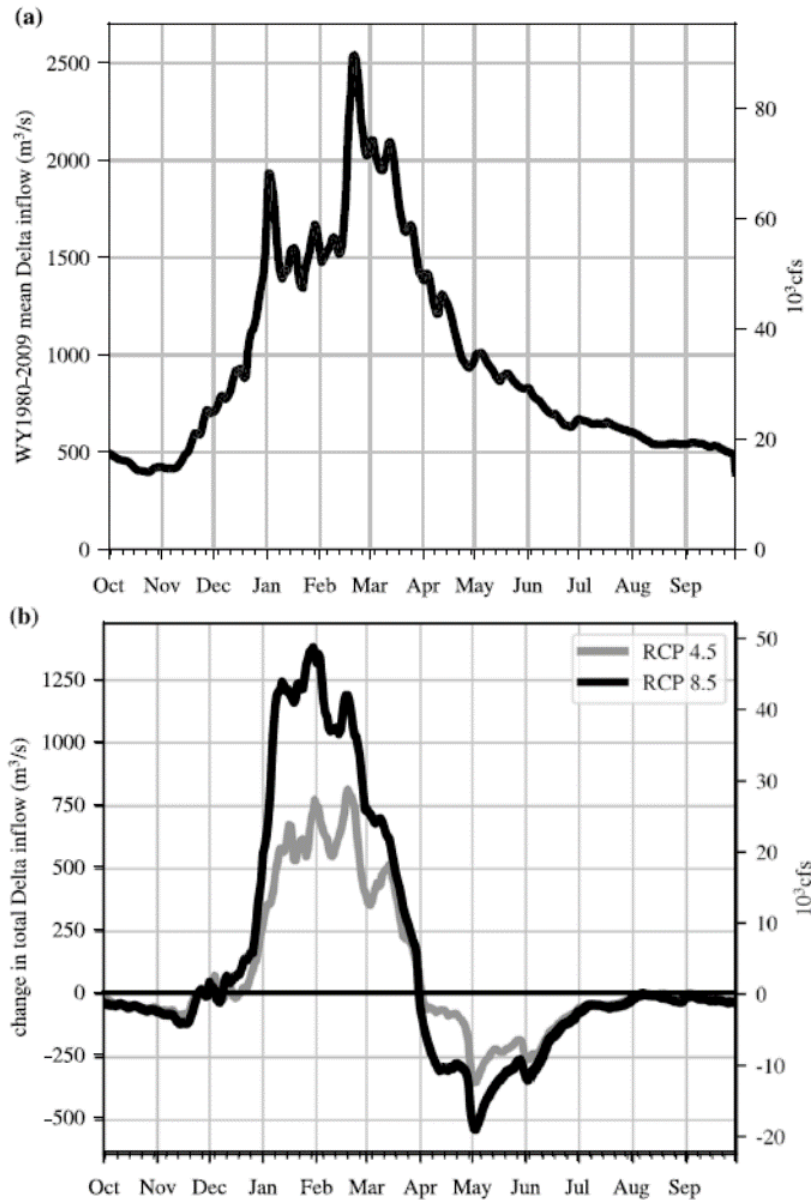 (a)
WY1980-2009 mean Delta inflow (m³/s)
2500
2000
1500
1000
500
0
80
60
40
20
0
10³cfs
Oct Nov Dec Jan Feb Mar Apr May Jun Jul Aug Sep
(b)
change in total Delta inflow (m³/s)
1250
1000
750
500
250
0
-250
-500
RCP 4.5
RCP 8.5
50
40
30
20
10
0
-10
-20
10³cfs
Oct Nov Dec Jan Feb Mar Apr May Jun Jul Aug Sep